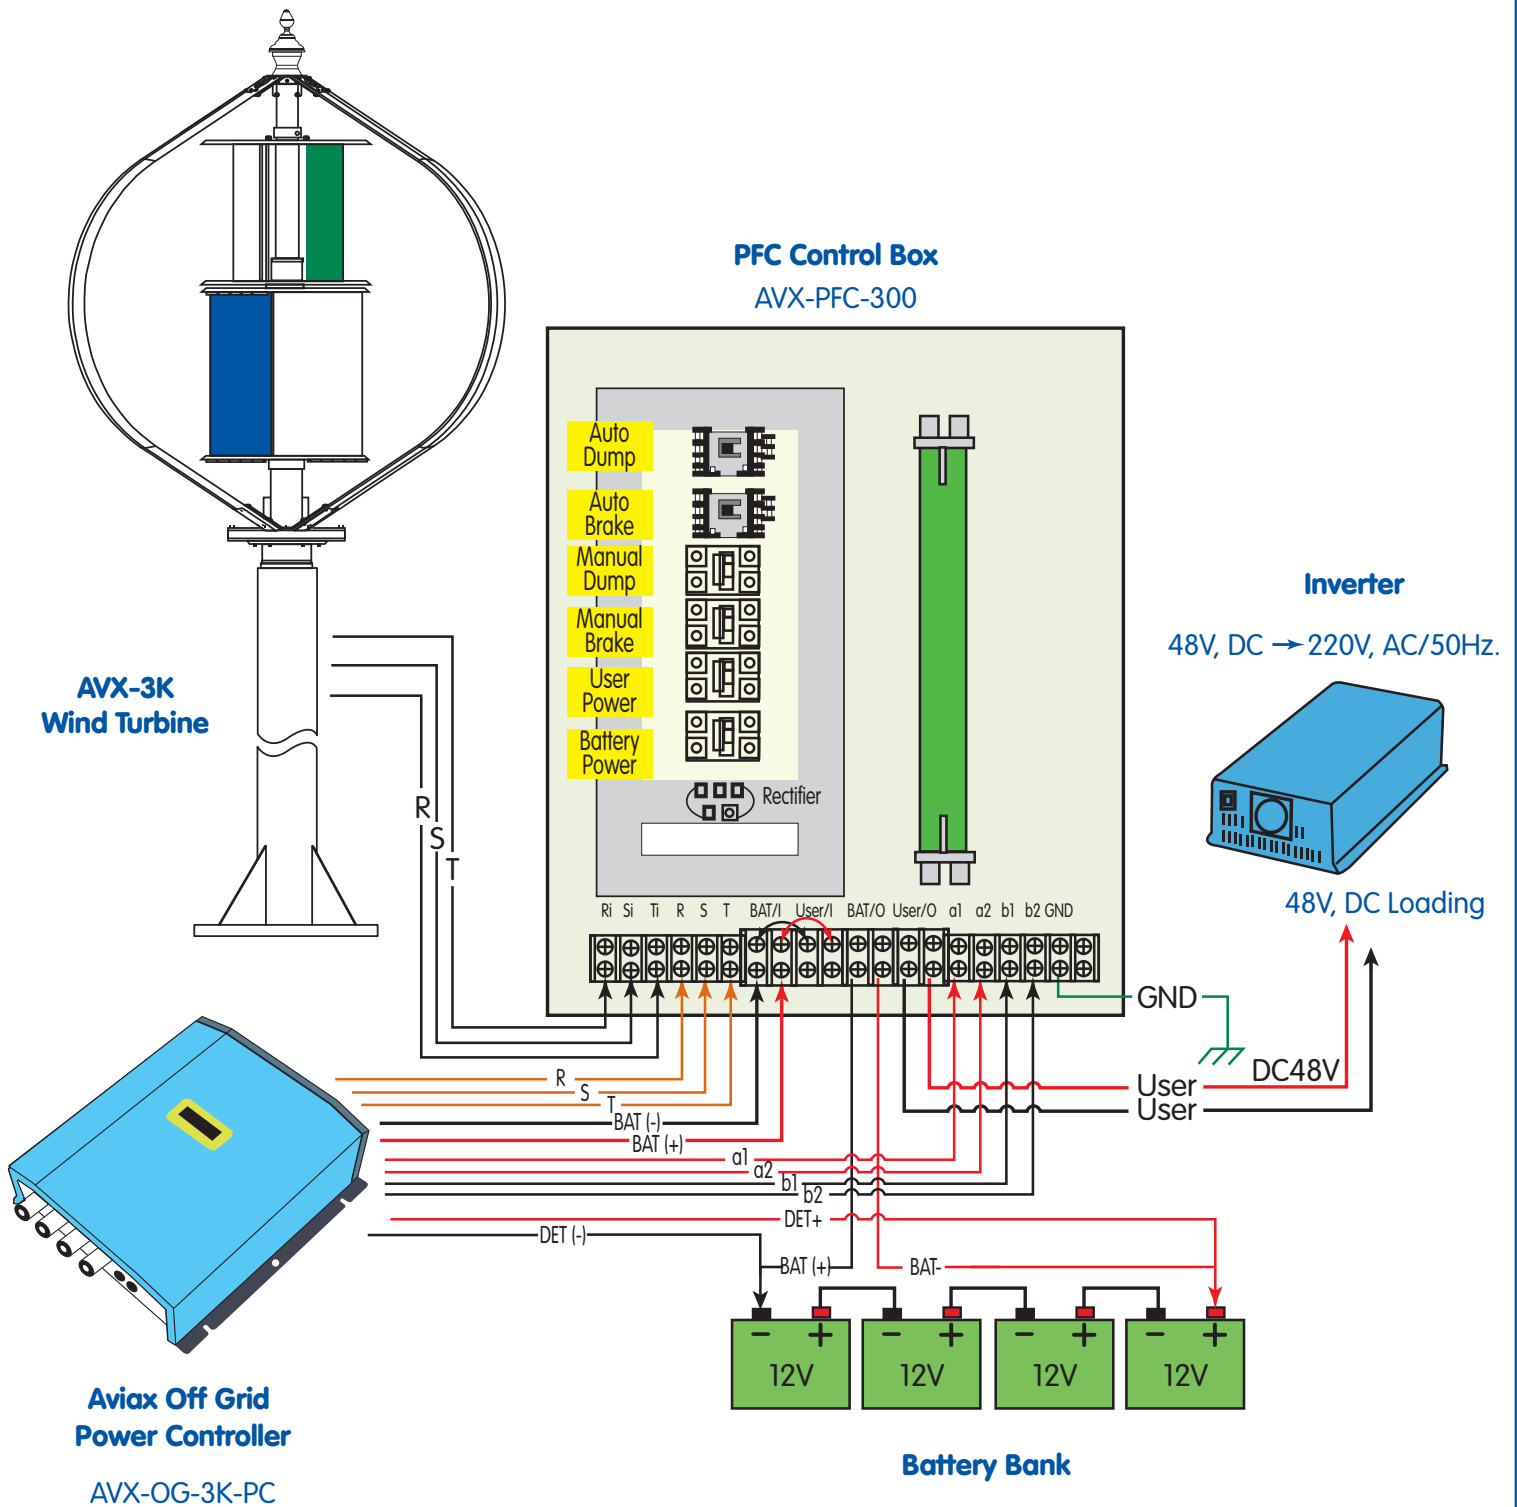 PFC Control Box
AVX-PFC-300
Auto
Dump
Auto
Brake
Manual
Dump
Manual
Brake
User
Power
Battery
Power
Rectifier
Ri Si Ti R S T BAT/I User/I BAT/O User/O a1 a2 b1 b2 GND
Inverter
48V, DC → 220V, AC/50Hz.
48V, DC Loading
AVX-3K
Wind Turbine
R
S
T
GND
DC48V
User
User
R
S
T
BAT (-)
BAT (+)
a1
a2
b1
b2
DET+
DET (-)
BAT (+)
BAT-
− + − + − + − +
12V 12V 12V 12V
Battery Bank
Aviax Off Grid
Power Controller
AVX-OG-3K-PC